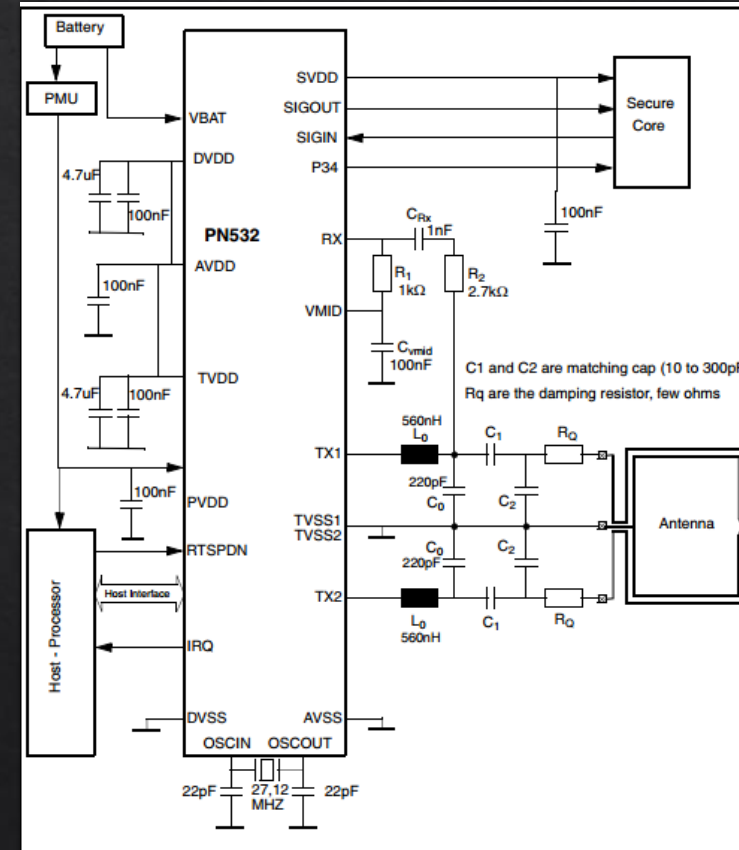 Battery
PMU
VBAT
DVDD
4.7uF
100nF
PN532
AVDD
100nF
TVDD
4.7uF
100nF
100nF
PVDD
RTSPDN
Host Interface
Host - Processor
IRQ
DVSS
AVSS
OSCIN
OSCOUT
22pF
27,12
MHZ
22pF
SVDD
SIGOUT
SIGIN
P34
Secure
Core
100nF
RX
CRx
1nF
R1
1kΩ
R2
2.7kΩ
VMID
Cvmid
100nF
C1 and C2 are matching cap (10 to 300pF
Rq are the damping resistor, few ohms
560nH
L0
TX1
C1
RQ
220pF
C0
C2
TVSS1
TVSS2
Antenna
C0
220pF
C2
TX2
L0
560nH
C1
RQ